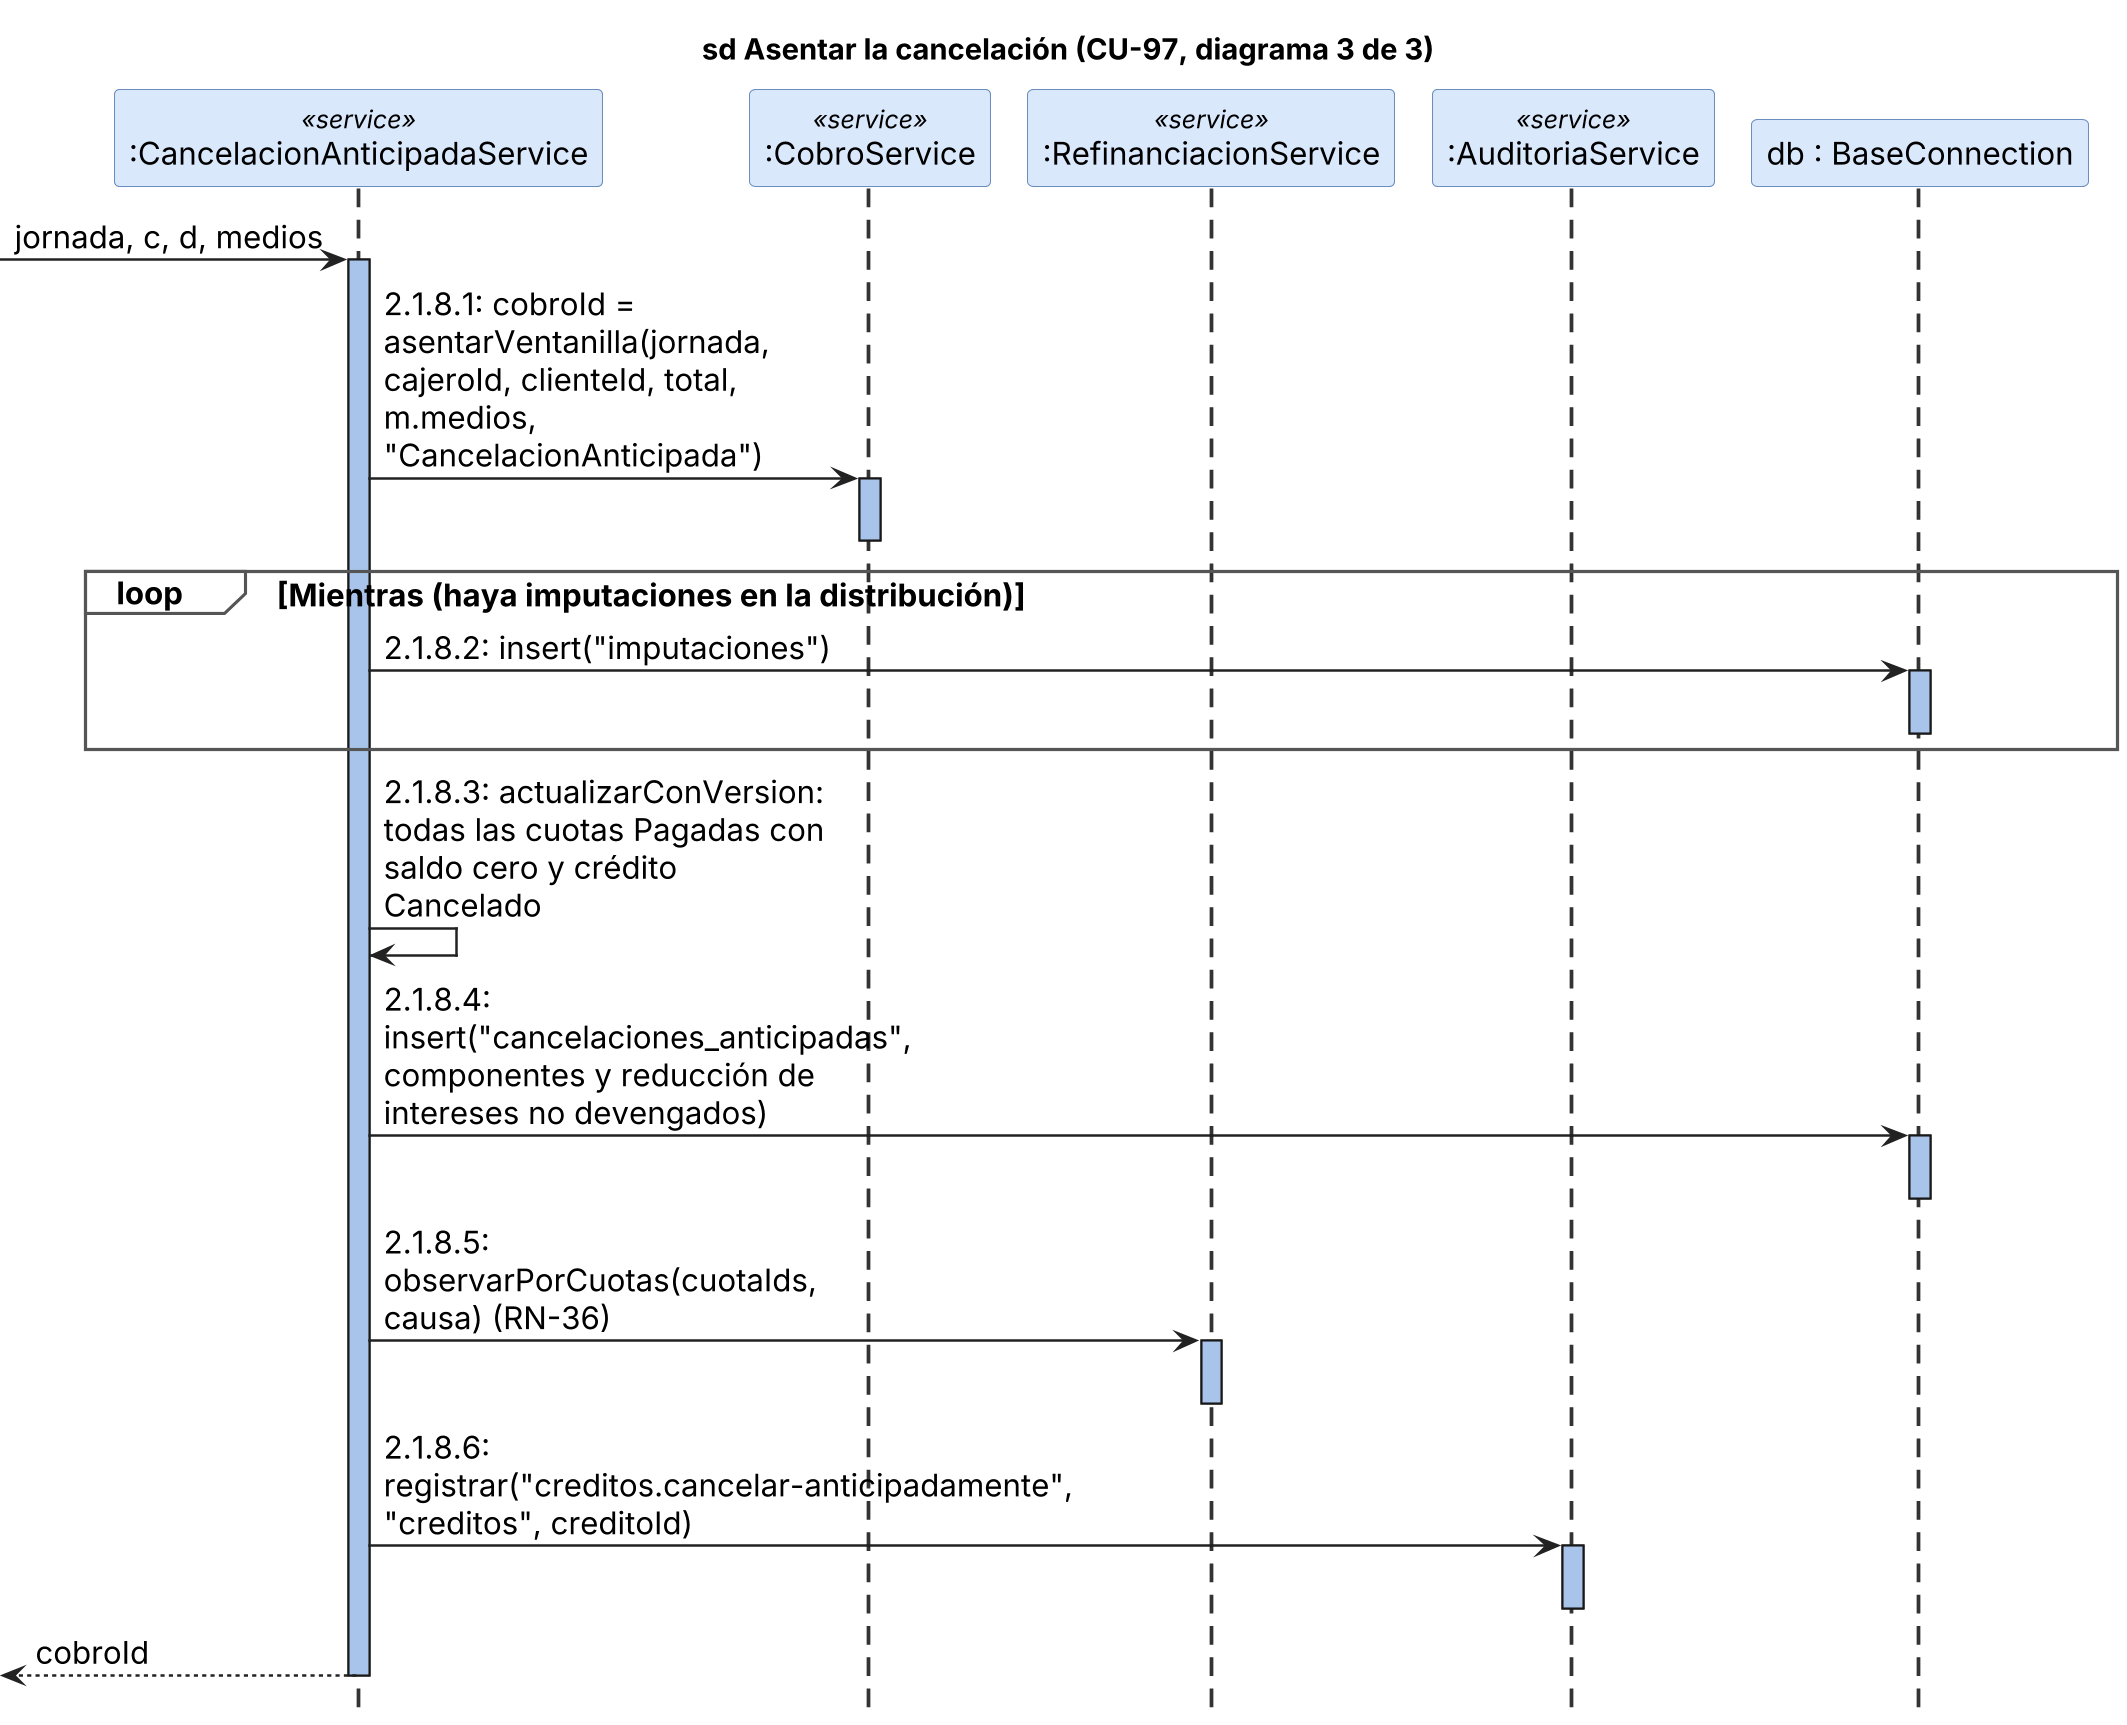 sd Asentar la cancelación (CU-97, diagrama 3 de 3)
«service»
:CancelacionAnticipadaService
«service»
:CobroService
«service»
:RefinanciacionService
«service»
:AuditoriaService
db : BaseConnection
jornada, c, d, medios
2.1.8.1: cobroId =
asentarVentanilla(jornada,
cajeroId, clienteId, total,
m.medios,
"CancelacionAnticipada")
loop
[Mientras (haya imputaciones en la distribución)]
2.1.8.2: insert("imputaciones")
2.1.8.3: actualizarConVersion:
todas las cuotas Pagadas con
saldo cero y crédito
Cancelado
2.1.8.4:
insert("cancelaciones_anticipadas",
componentes y reducción de
intereses no devengados)
2.1.8.5:
observarPorCuotas(cuotaIds,
causa) (RN-36)
2.1.8.6:
registrar("creditos.cancelar-anticipadamente",
"creditos", creditoId)
cobroId